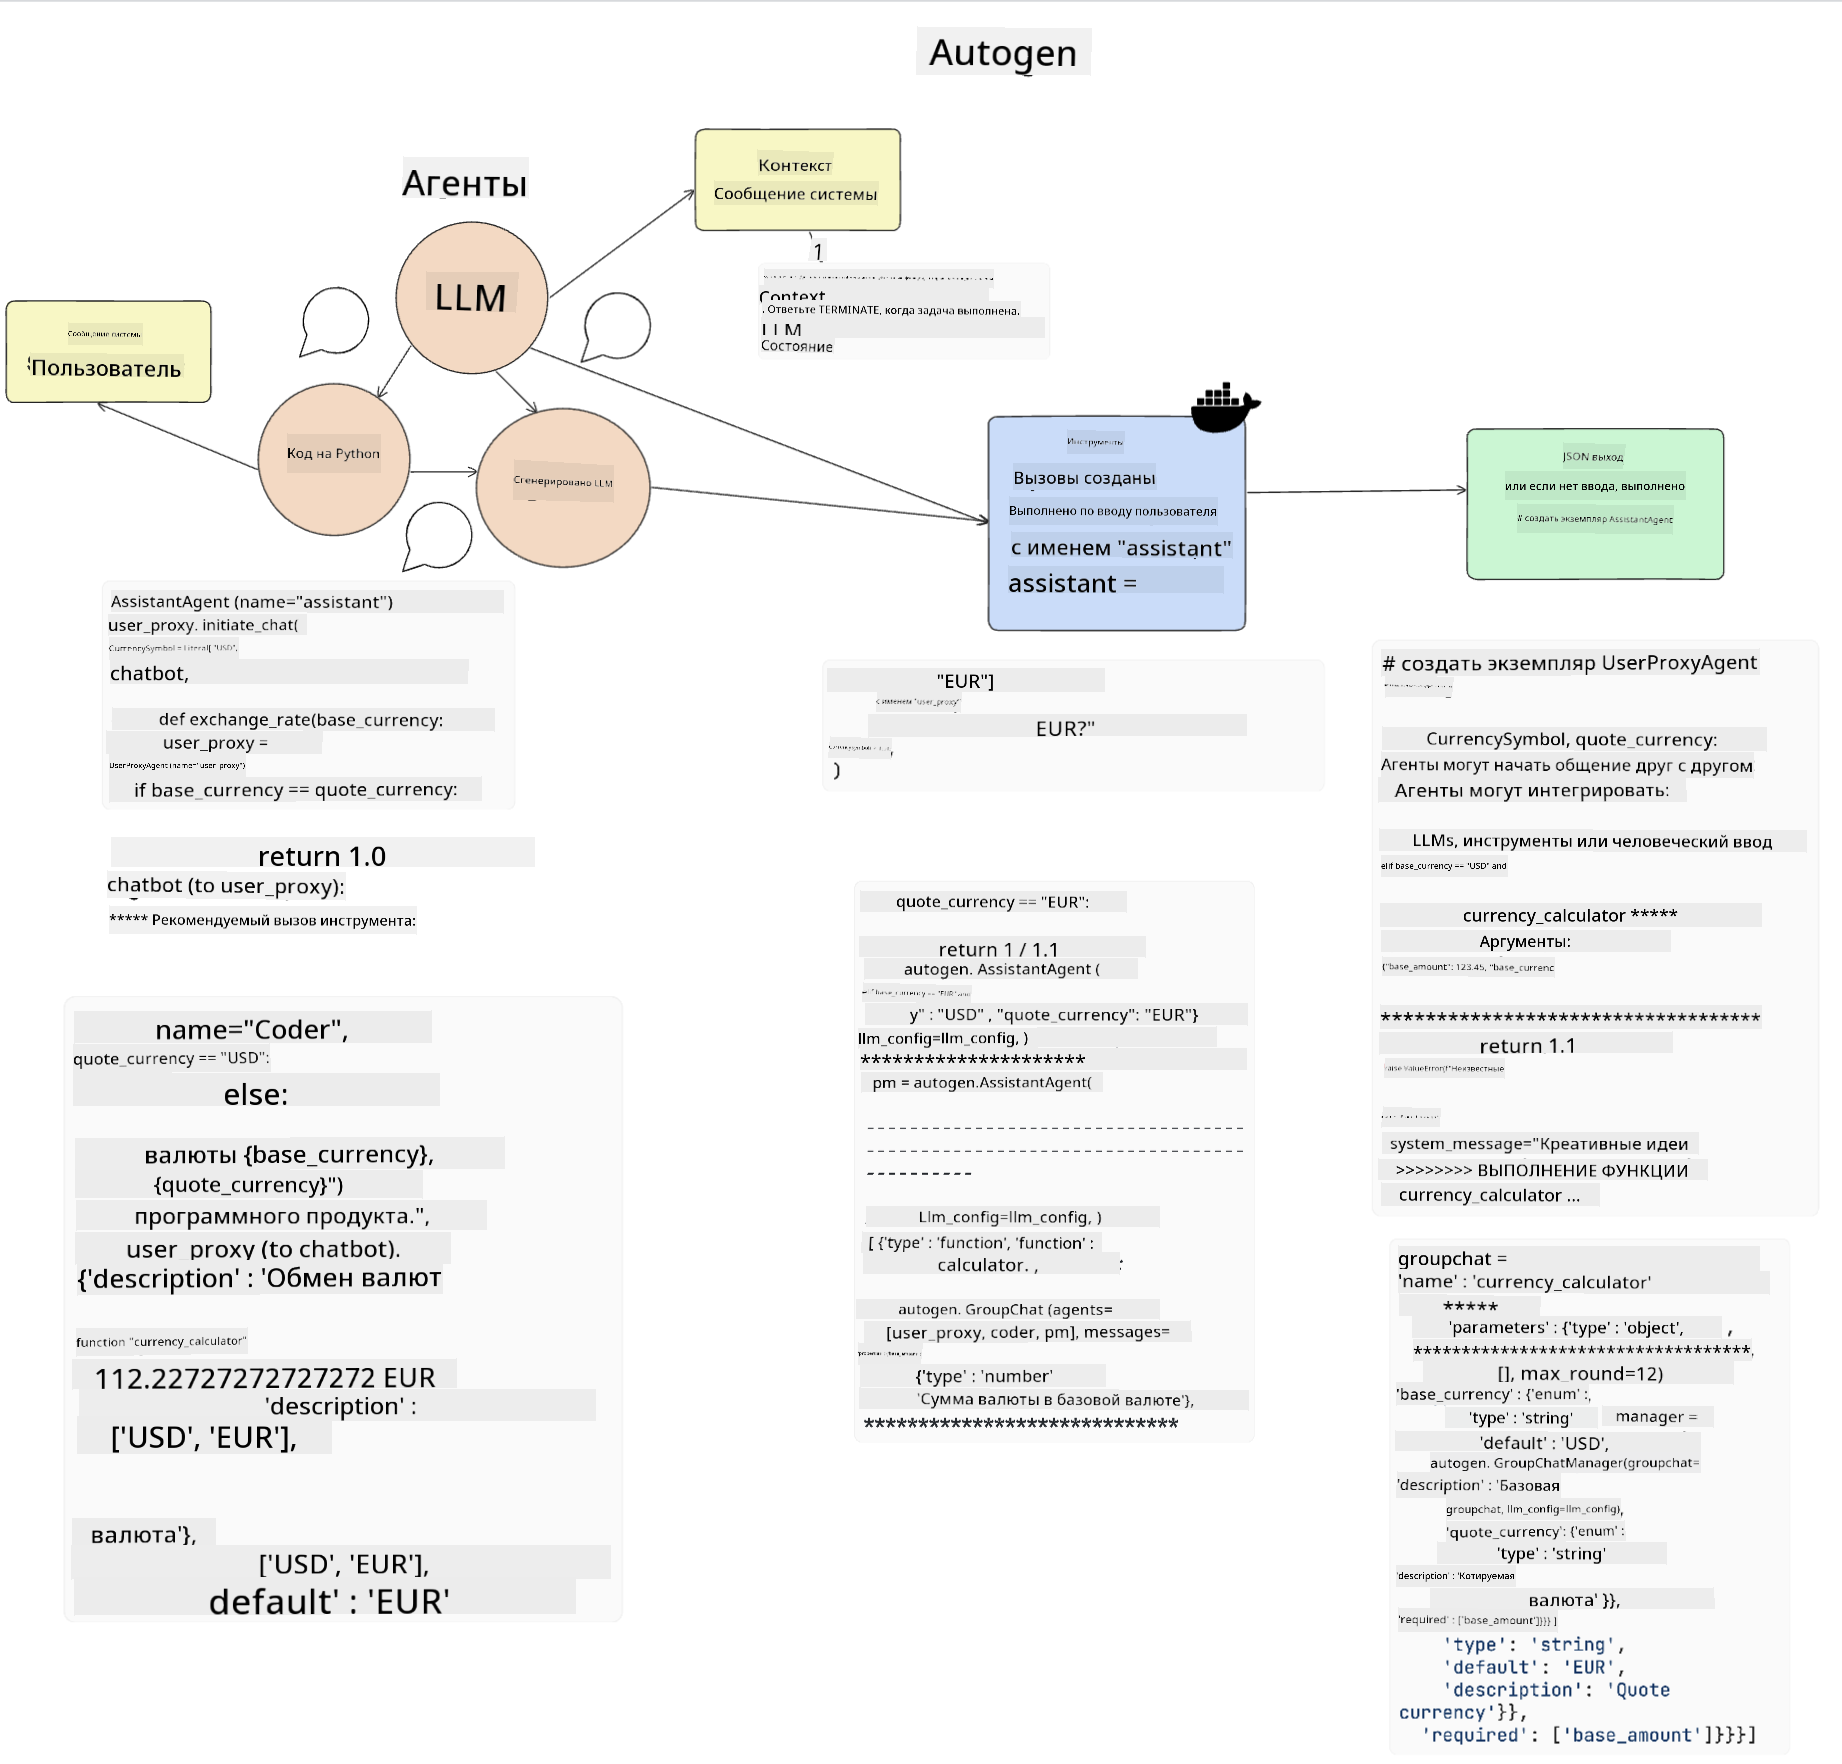 Autogen
Агенты
Контекст
Сообщение системы
LLM
1
Context
. Ответьте TERMINATE, когда задача выполнена.
LLM
Состояние
Сообщение системы
Пользователь
Код на Python
Сгенерировано LLM
Инструменты
Вызовы созданы
Выполнено по вводу пользователя
с именем "assistant"
assistant =
JSON выход
или если нет ввода, выполнено
# создать экземпляр AssistantAgent
AssistantAgent (name="assistant")
user_proxy. initiate_chat(
CurrencySymbol = Literal[ "USD",
chatbot,
def exchange_rate(base_currency:
user_proxy =
UserProxyAgent (name="user_proxy")
if base_currency == quote_currency:
return 1.0
chatbot (to user_proxy):
***** Рекомендуемый вызов инструмента:
"EUR"]
с именем "user_proxy"
EUR?"
)
# создать экземпляр UserProxyAgent
CurrencySymbol, quote_currency:
Агенты могут начать общение друг с другом
Агенты могут интегрировать:
LLMs, инструменты или человеческий ввод
elif base_currency == "USD" and
currency_calculator *****
Аргументы:
{"base_amount": 123.45, "base_currenc
**********************************
return 1.1
raise ValueError(f"Неизвестные
system_message="Креативные идеи
>>>>>>>> ВЫПОЛНЕНИЕ ФУНКЦИИ
currency_calculator ...
quote_currency == "EUR":
return 1 / 1.1
autogen. AssistantAgent (
elif base_currency == "EUR" and
y" : "USD" , "quote_currency": "EUR"}
llm_config=llm_config, )
*********************
pm = autogen.AssistantAgent(
-----------------------------------
-----------------------------------
----------
Llm_config=llm_config, )
[ {'type' : 'function', 'function' :
calculator. ,
autogen. GroupChat (agents=
[user_proxy, coder, pm], messages=
{'type' : 'number'
'Сумма валюты в базовой валюте'},
*****************************
name="Coder",
quote_currency == "USD":
else:
валюты {base_currency},
{quote_currency}")
программного продукта.",
user_proxy (to chatbot).
{'description' : 'Обмен валют
function "currency_calculator"
112.22727272727272 EUR
'description' :
['USD', 'EUR'],
валюта'},
['USD', 'EUR'],
default' : 'EUR'
groupchat =
'name' : 'currency_calculator'
*****
'parameters' : {'type' : 'object', ,
**********************************,
[], max_round=12)
'base_currency' : {'enum' :,
'type' : 'string' manager =
'default' : 'USD',
autogen. GroupChatManager(groupchat=
'description' : 'Базовая
groupchat, llm_config=llm_config),
'quote_currency': {'enum' :
'type' : 'string'
'description' : 'Котируемая
валюта' }},
'required' : ['base_amount']}}} ]
'type': 'string',
'default': 'EUR',
'description': 'Quote
currency'}},
'required': ['base_amount']}}}]